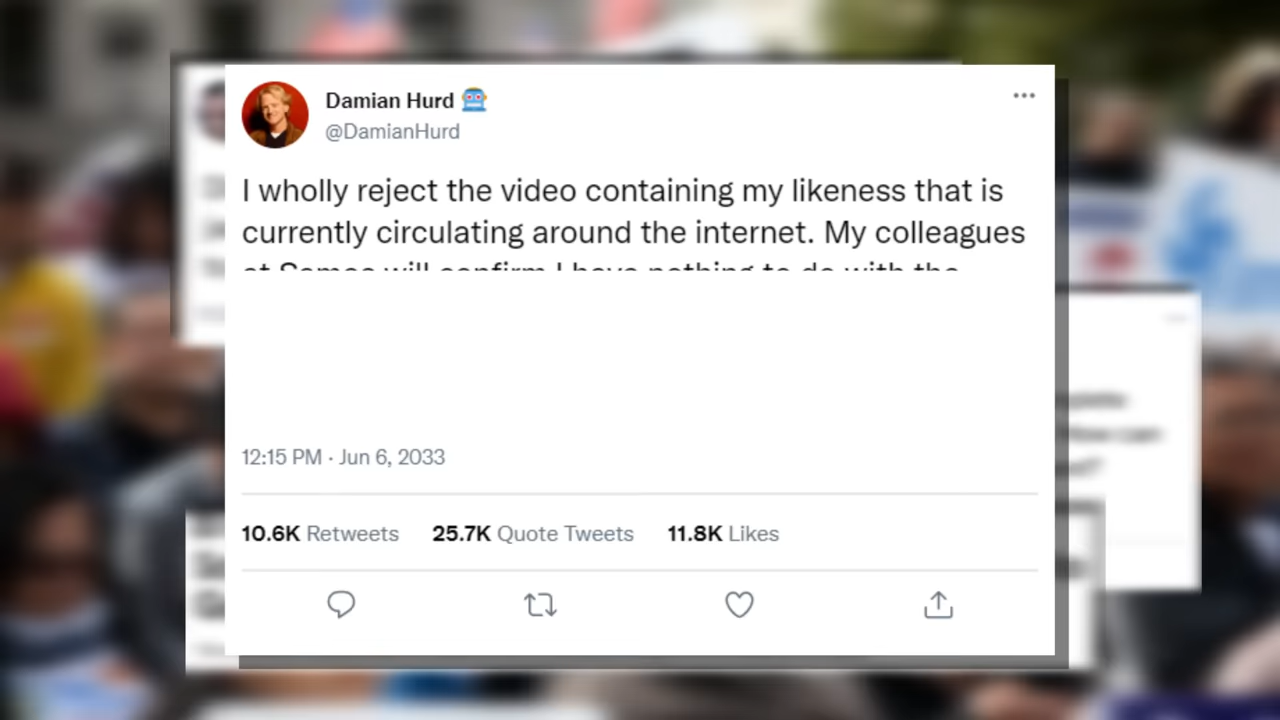 Damian Hurd
@DamianHurd
I wholly reject the video containing my likeness that is
currently circulating around the internet. My colleagues
at Samos will confirm I have nothing to do with the
12:15 PM · Jun 6, 2033
10.6K Retweets 25.7K Quote Tweets 11.8K Likes